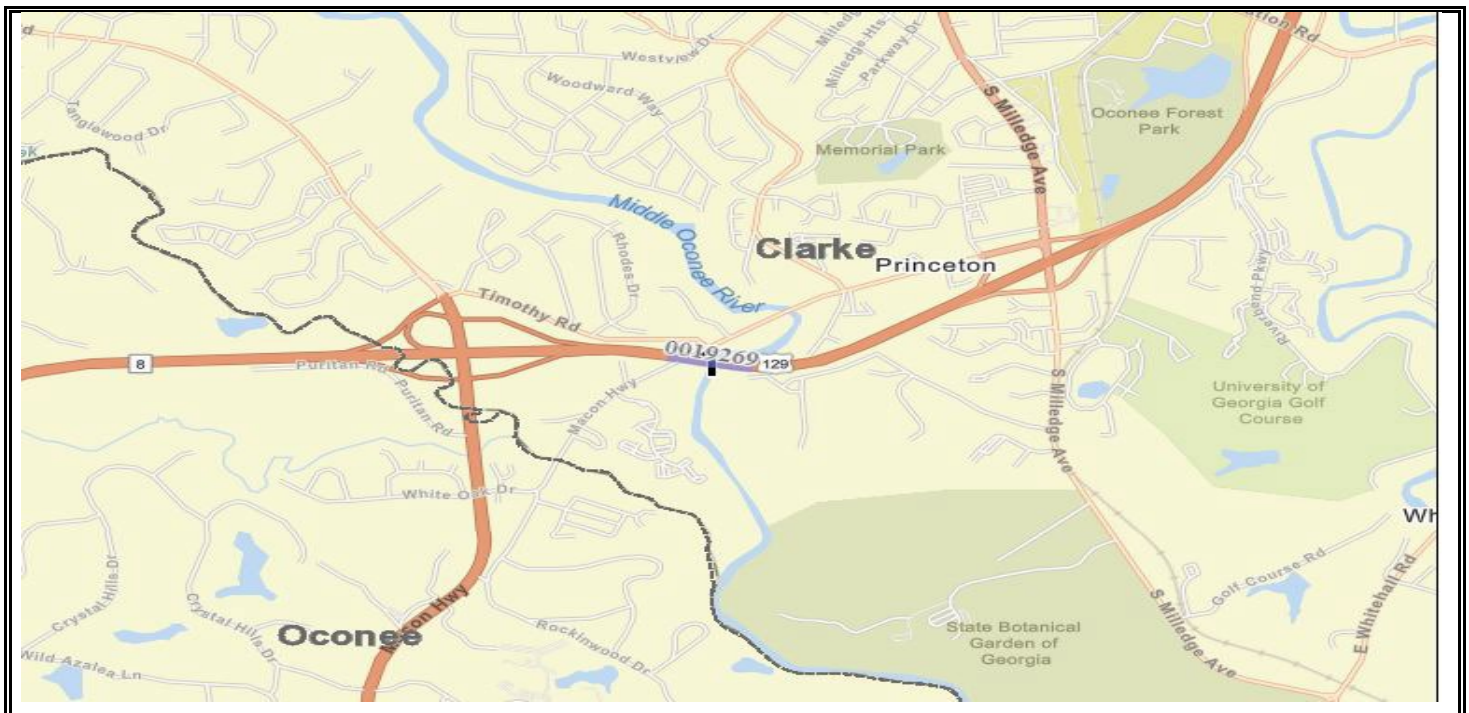 Westview Dr
Milledge Hts
Parkway Dr
Woodward Way
Tanglewood Dr
S Milledge Ave
Oconee Forest
Park
Memorial Park
Middle Oconee River
Rhodes Dr
Clarke
Princeton
Riverbend Pkwy
Timothy Rd
0019269
129
8
Puritan Rd
Puritan Rd
Macon Hwy
S Milledge Ave
University of
Georgia Golf
Course
White Oak Dr
Golf Course Rd
Crystal Hills Dr
Crystal Hills Dr
Macon Hwy
Oconee
Rockinwood Dr
State Botanical
Garden of
Georgia
S Milledge Ave
E Whitehall Rd
Wild Azalea Ln